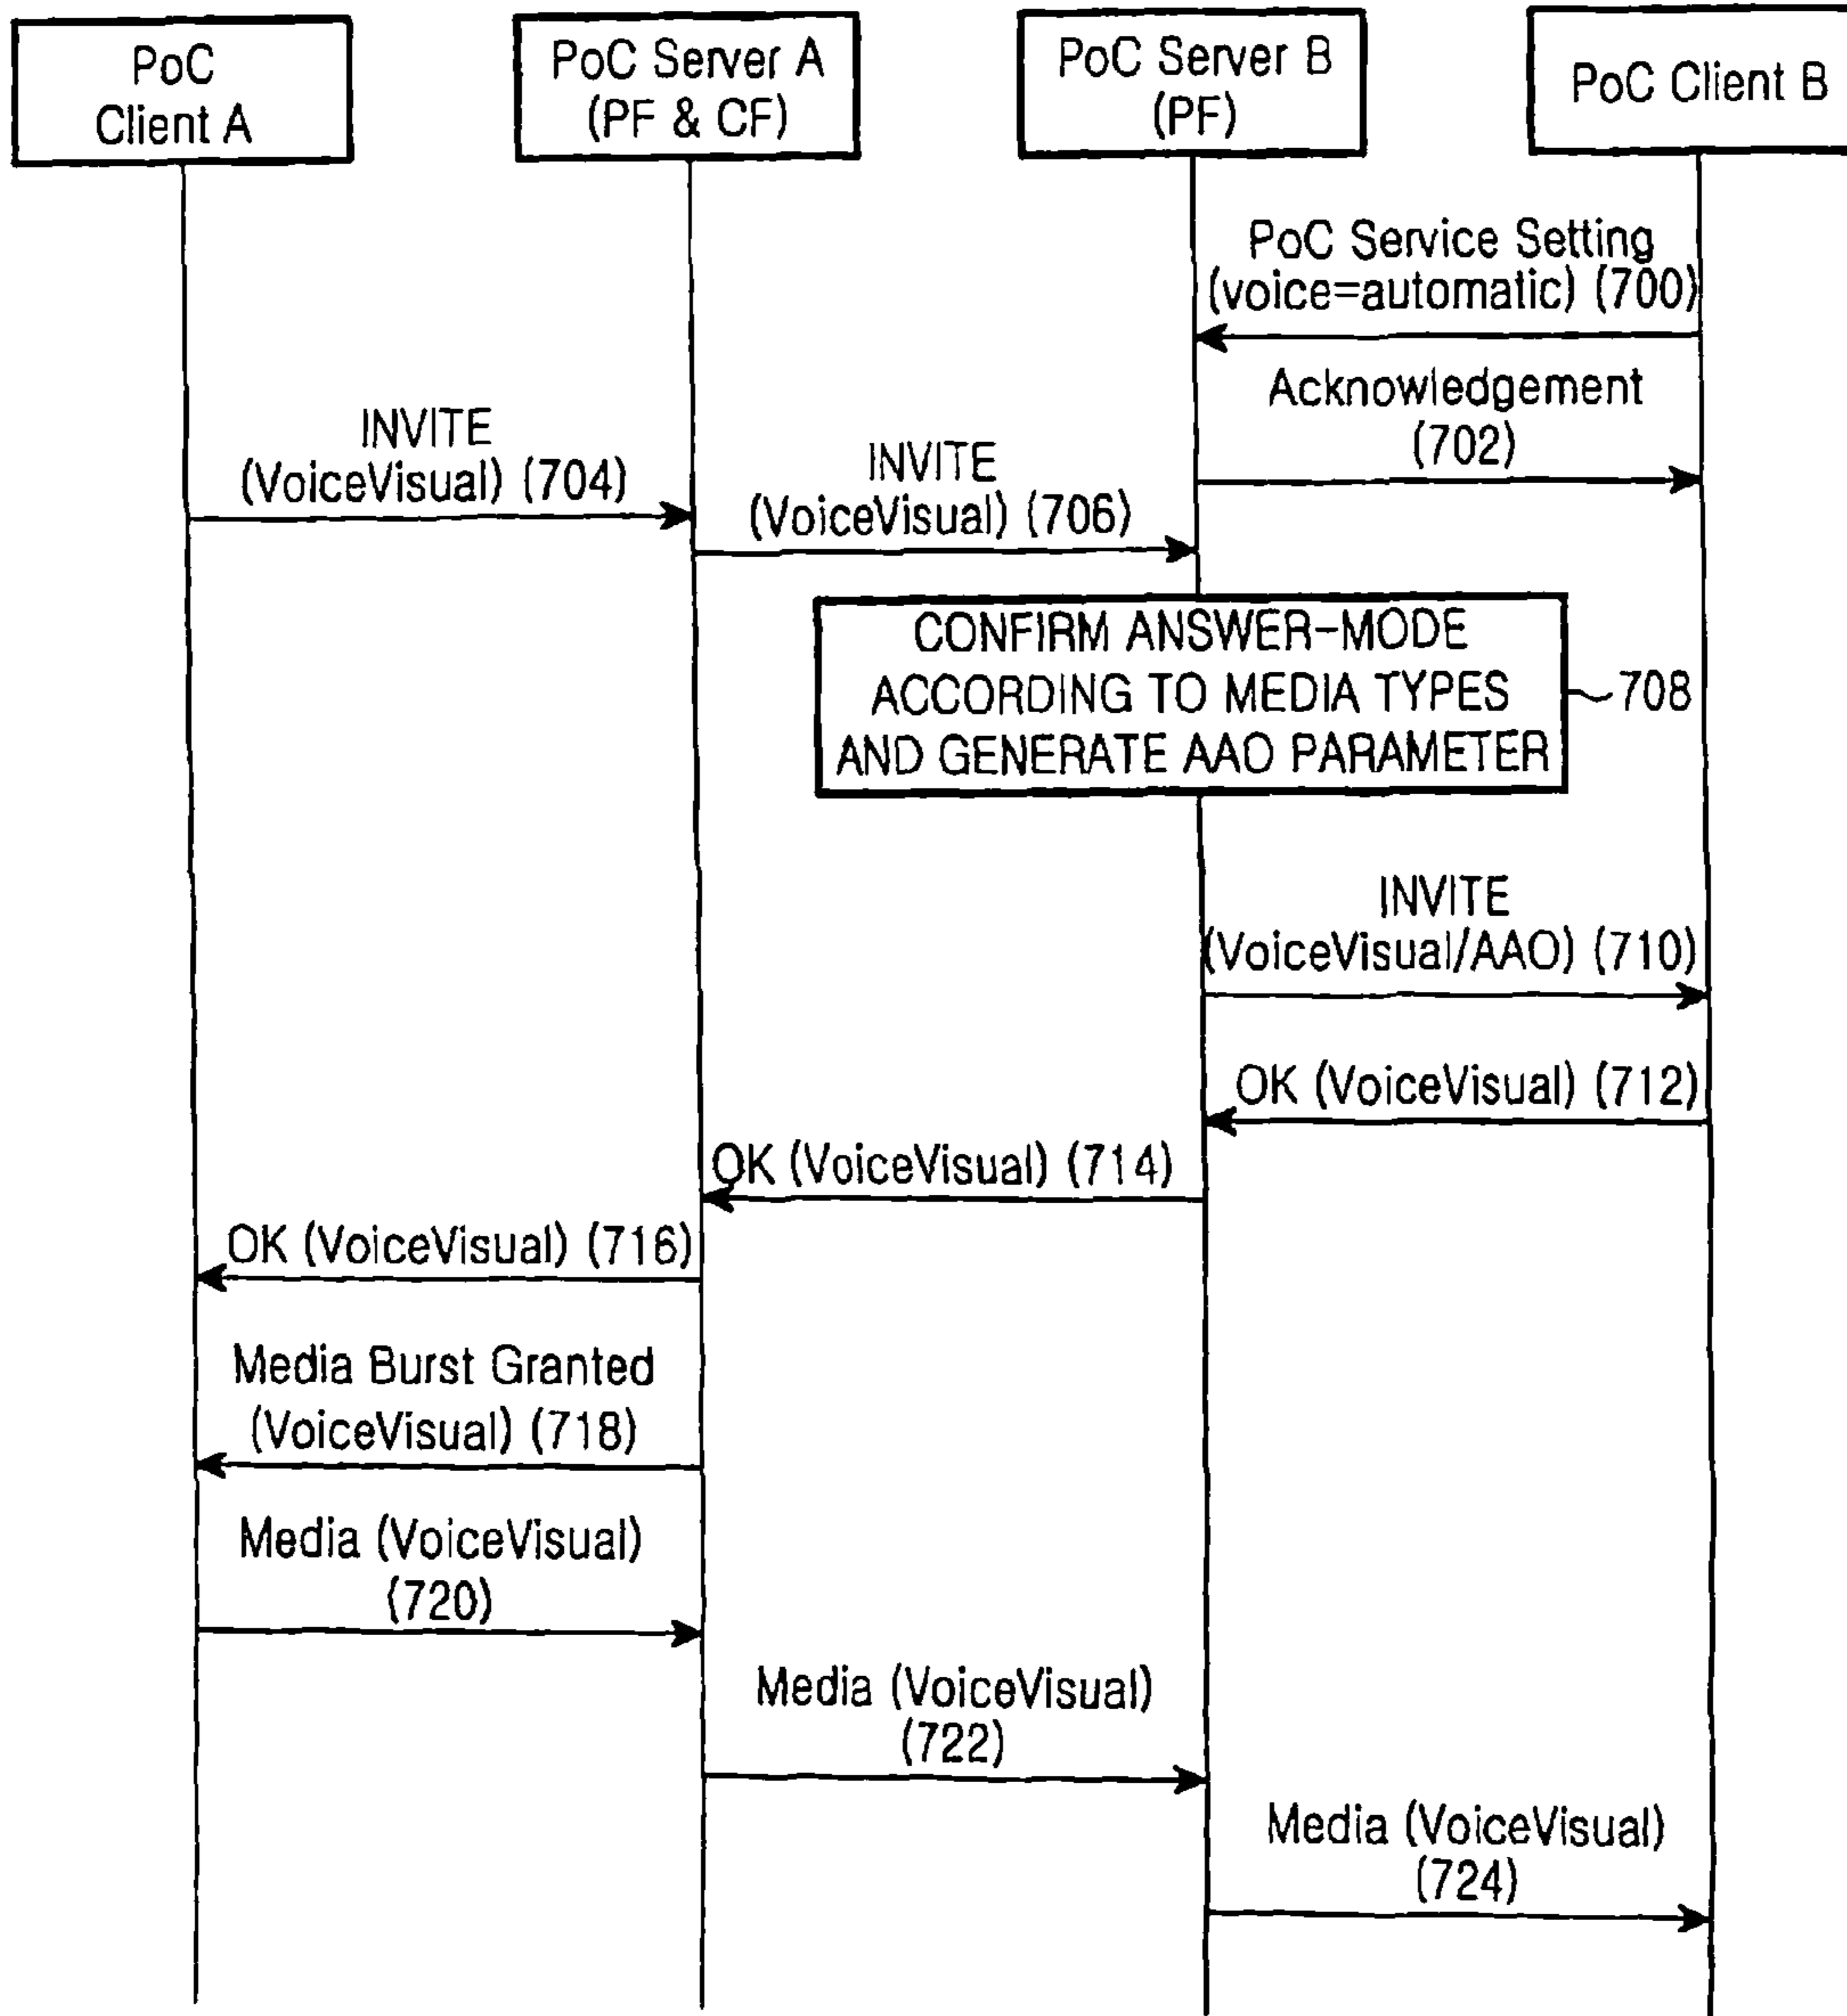 PoC
Client A
PoC Server A
(PF & CF)
PoC Server B
(PF)
PoC Client B
PoC Service Setting
(voice=automatic) (700)
Acknowledgement
(702)
INVITE
(VoiceVisual) (704)
INVITE
(VoiceVisual) (706)
CONFIRM ANSWER-MODE
ACCORDING TO MEDIA TYPES
AND GENERATE AAO PARAMETER
708
INVITE
(VoiceVisual/AAO) (710)
OK (VoiceVisual) (712)
OK (VoiceVisual) (714)
OK (VoiceVisual) (716)
Media Burst Granted
(VoiceVisual) (718)
Media (VoiceVisual)
(720)
Media (VoiceVisual)
(722)
Media (VoiceVisual)
(724)